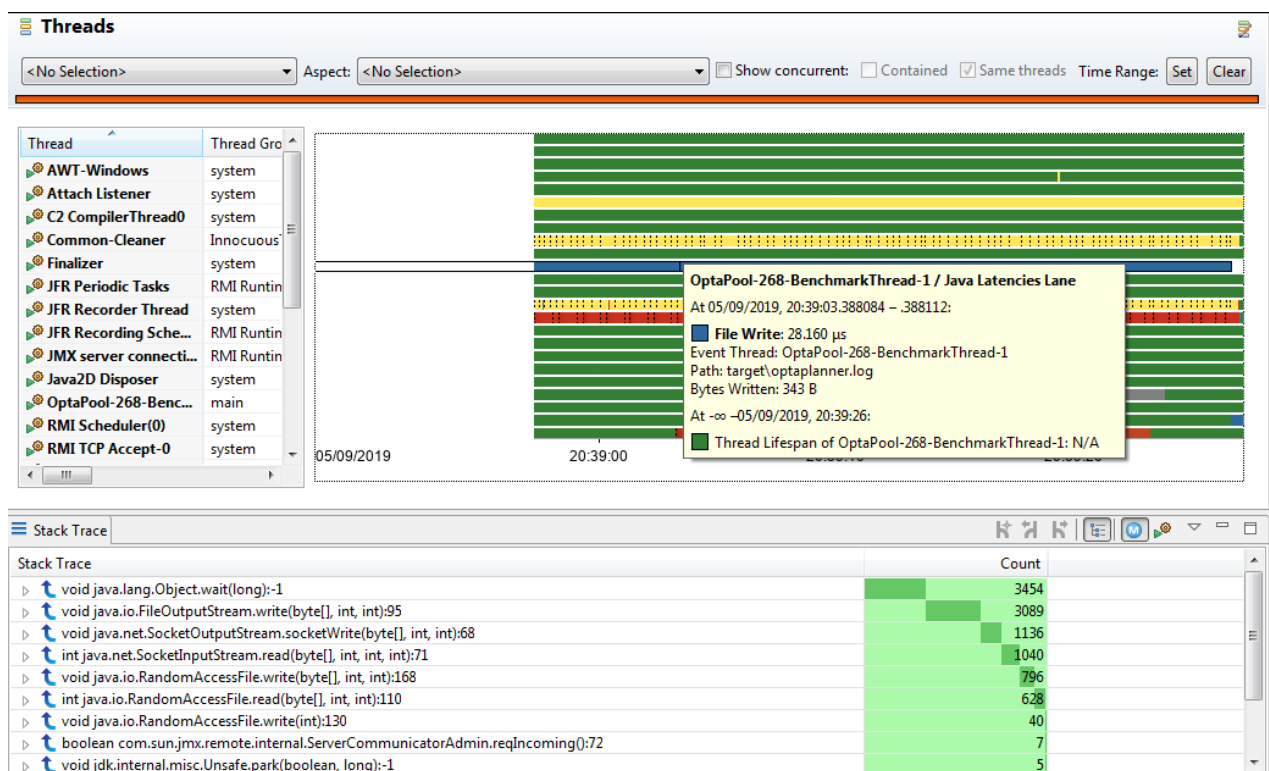 Threads
<No Selection> Aspect: <No Selection> Show concurrent: Contained Same threads Time Range: Set Clear
Thread Thread Gro
AWT-Windows system
Attach Listener system
C2 CompilerThread0 system
Common-Cleaner Innocuous
Finalizer system
JFR Periodic Tasks RMI Runtin
JFR Recorder Thread system
JFR Recording Sche... RMI Runtin
JMX server connecti... RMI Runtin
Java2D Disposer system
OptaPool-268-Benc... main
RMI Scheduler(0) system
RMI TCP Accept-0 system
OptaPool-268-BenchmarkThread-1 / Java Latencies Lane
At 05/09/2019, 20:39:03.388084 – .388112:
File Write: 28.160 µs
Event Thread: OptaPool-268-BenchmarkThread-1
Path: target\optaplanner.log
Bytes Written: 343 B
At -∞ –05/09/2019, 20:39:26:
Thread Lifespan of OptaPool-268-BenchmarkThread-1: N/A
05/09/2019 20:39:00
Stack Trace
Stack Trace Count
void java.lang.Object.wait(long):-1 3454
void java.io.FileOutputStream.write(byte[], int, int):95 3089
void java.net.SocketOutputStream.socketWrite(byte[], int, int):68 1136
int java.net.SocketInputStream.read(byte[], int, int, int):71 1040
void java.io.RandomAccessFile.write(byte[], int, int):168 796
int java.io.RandomAccessFile.read(byte[], int, int):110 628
void java.io.RandomAccessFile.write(int):130 40
boolean com.sun.jmx.remote.internal.ServerCommunicatorAdmin.reqIncoming():72 7
void jdk.internal.misc.Unsafe.park(boolean, long):-1 5